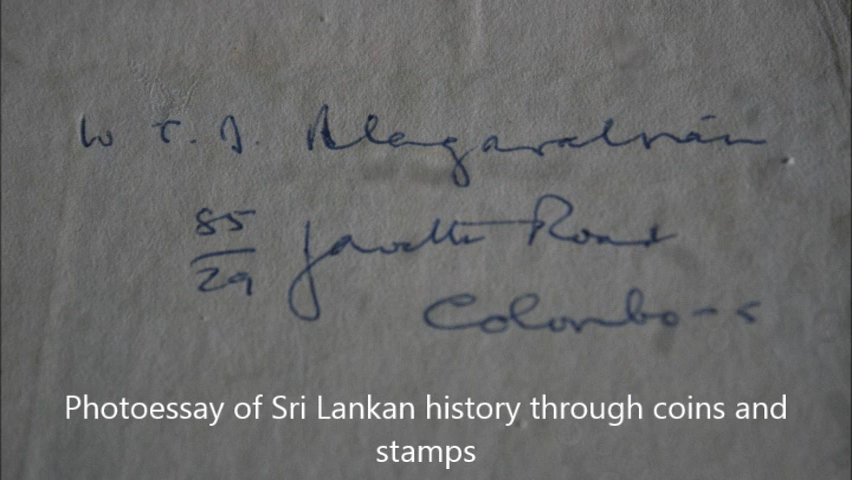 W T. I. Alagaratnam
85
29 Jawatte Road
Colombo - 5
Photoessay of Sri Lankan history through coins and
stamps